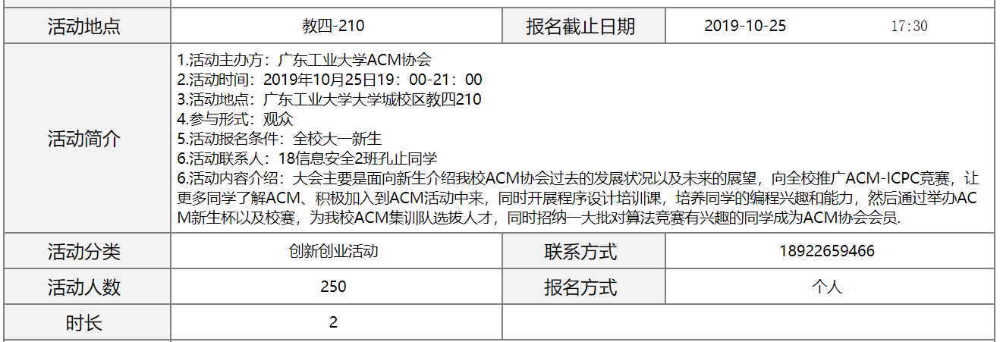 活动地点 教四-210 报名截止日期 2019-10-25 17:30
1.活动主办方：广东工业大学ACM协会
2.活动时间：2019年10月25日19：00-21：00
3.活动地点：广东工业大学大学城校区教四210
4.参与形式：观众
5.活动报名条件：全校大一新生
活动简介
6.活动联系人：18信息安全2班孔止同学
6.活动内容介绍：大会主要是面向新生介绍我校ACM协会过去的发展状况以及未来的展望，向全校推广ACM-ICPC竞赛，让
更多同学了解ACM、积极加入到ACM活动中来，同时开展程序设计培训课，培养同学的编程兴趣和能力，然后通过举办AC
M新生杯以及校赛，为我校ACM集训队选拔人才，同时招纳一大批对算法竞赛有兴趣的同学成为ACM协会会员.
活动分类 创新创业活动 联系方式 18922659466
活动人数 250 报名方式 个人
时长 2